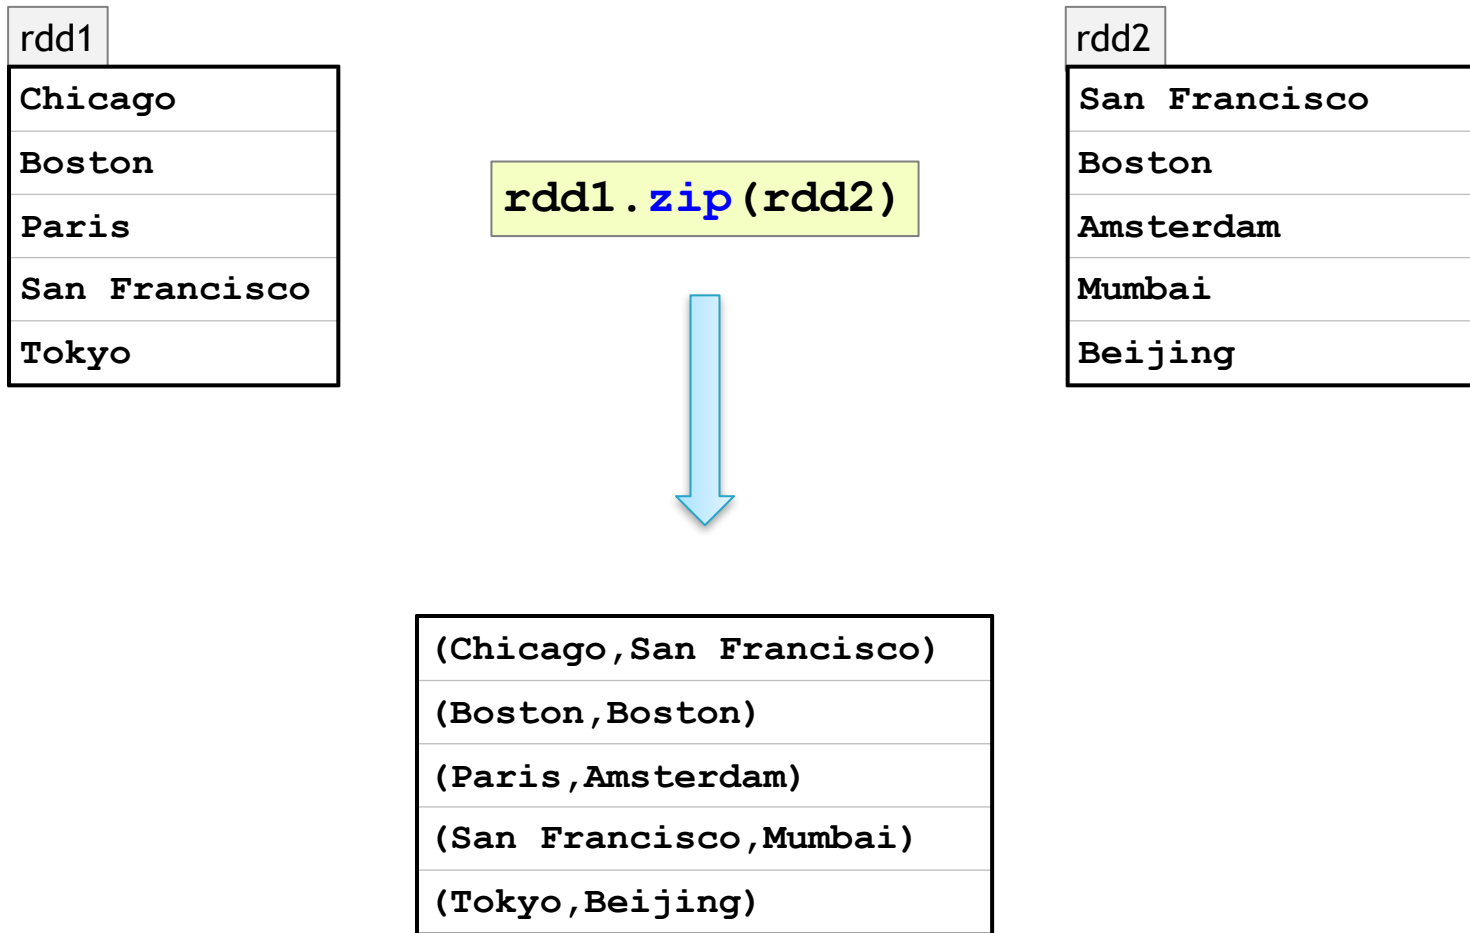 rdd1
Chicago
Boston
Paris
San Francisco
Tokyo
rdd1.zip(rdd2)
rdd2
San Francisco
Boston
Amsterdam
Mumbai
Beijing
(Chicago,San Francisco)
(Boston,Boston)
(Paris,Amsterdam)
(San Francisco,Mumbai)
(Tokyo,Beijing)